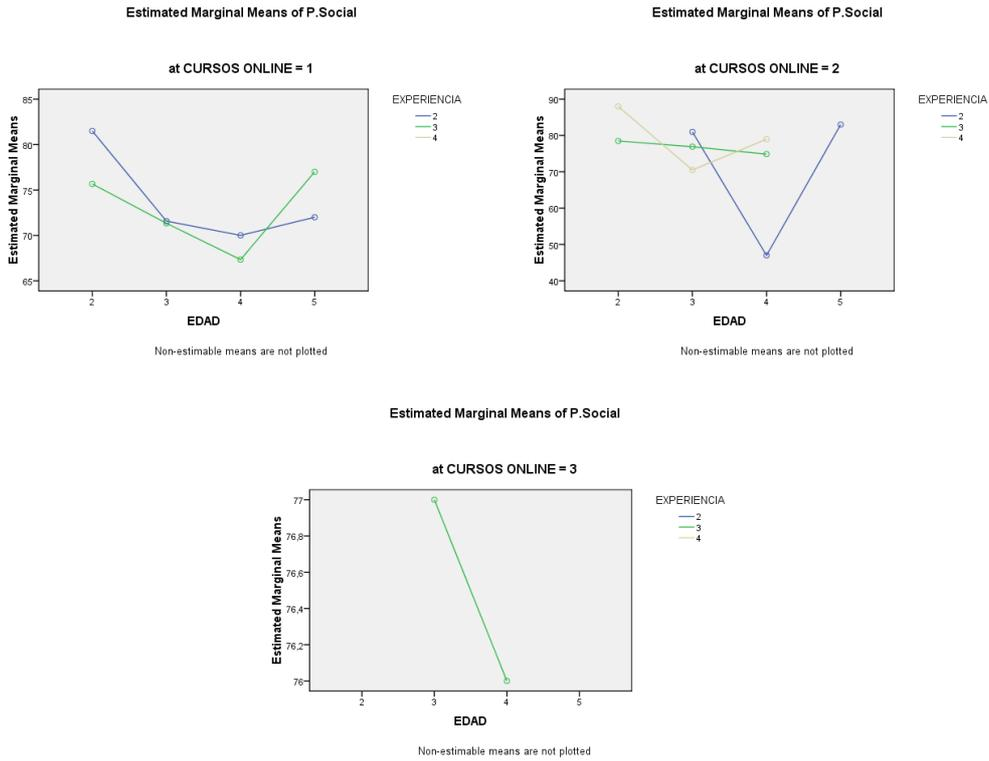 Estimated Marginal Means of P.Social
at CURSOS ONLINE = 1
EXPERIENCIA
2
3
4
Estimated Marginal Means
85
80
75
70
65
2 3 4 5
EDAD
Non-estimable means are not plotted
Estimated Marginal Means of P.Social
at CURSOS ONLINE = 2
EXPERIENCIA
2
3
4
Estimated Marginal Means
90
80
70
60
50
40
2 3 4 5
EDAD
Non-estimable means are not plotted
Estimated Marginal Means of P.Social
at CURSOS ONLINE = 3
EXPERIENCIA
2
3
4
Estimated Marginal Means
77
76,8
76,6
76,4
76,2
76
2 3 4 5
EDAD
Non-estimable means are not plotted